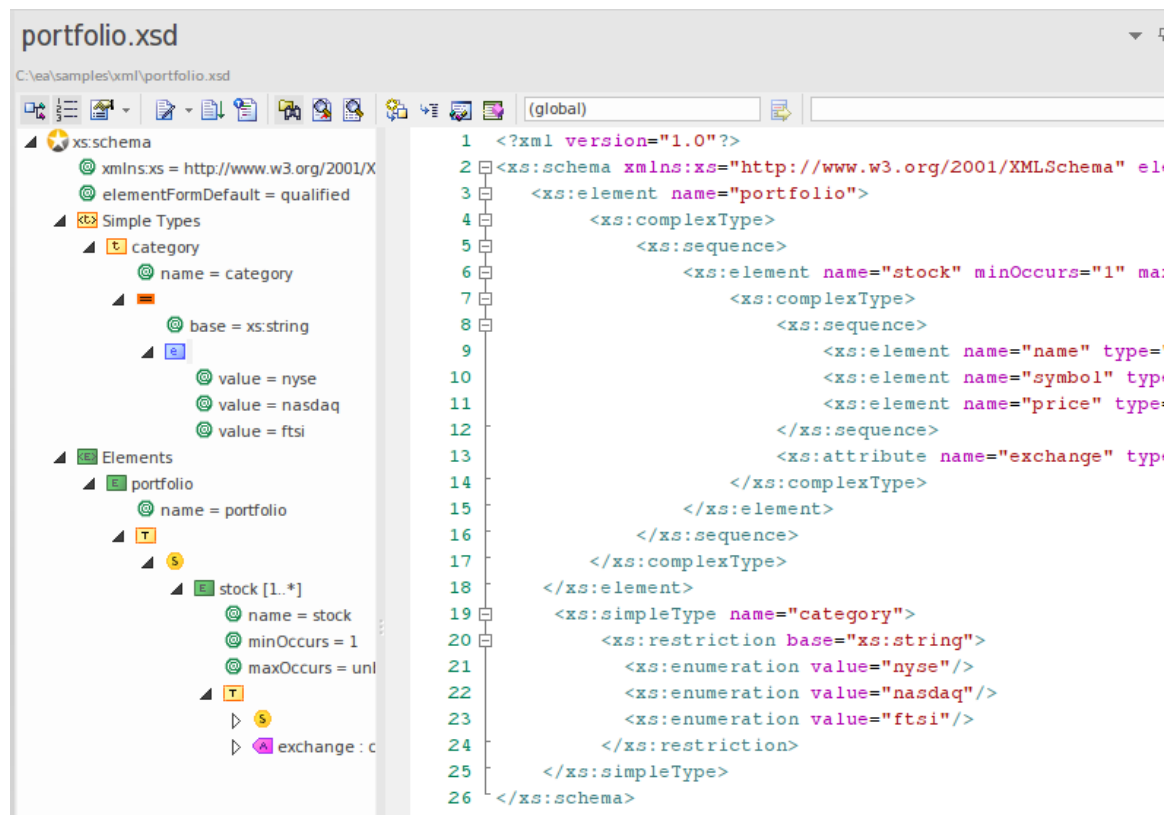 portfolio.xsd
C:\ea\samples\xml\portfolio.xsd
(global)
xs:schema
xmlns:xs = http://www.w3.org/2001/X
elementFormDefault = qualified
Simple Types
category
name = category
base = xs:string
value = nyse
value = nasdaq
value = ftsi
Elements
portfolio
name = portfolio
stock [1..*]
name = stock
minOccurs = 1
maxOccurs = unl
exchange : c
1 <?xml version="1.0"?>
2 <xs:schema xmlns:xs="http://www.w3.org/2001/XMLSchema" ele
3 <xs:element name="portfolio">
4 <xs:complexType>
5 <xs:sequence>
6 <xs:element name="stock" minOccurs="1" max
7 <xs:complexType>
8 <xs:sequence>
9 <xs:element name="name" type="
10 <xs:element name="symbol" type
11 <xs:element name="price" type=
12 </xs:sequence>
13 <xs:attribute name="exchange" type
14 </xs:complexType>
15 </xs:element>
16 </xs:sequence>
17 </xs:complexType>
18 </xs:element>
19 <xs:simpleType name="category">
20 <xs:restriction base="xs:string">
21 <xs:enumeration value="nyse"/>
22 <xs:enumeration value="nasdaq"/>
23 <xs:enumeration value="ftsi"/>
24 </xs:restriction>
25 </xs:simpleType>
26 </xs:schema>